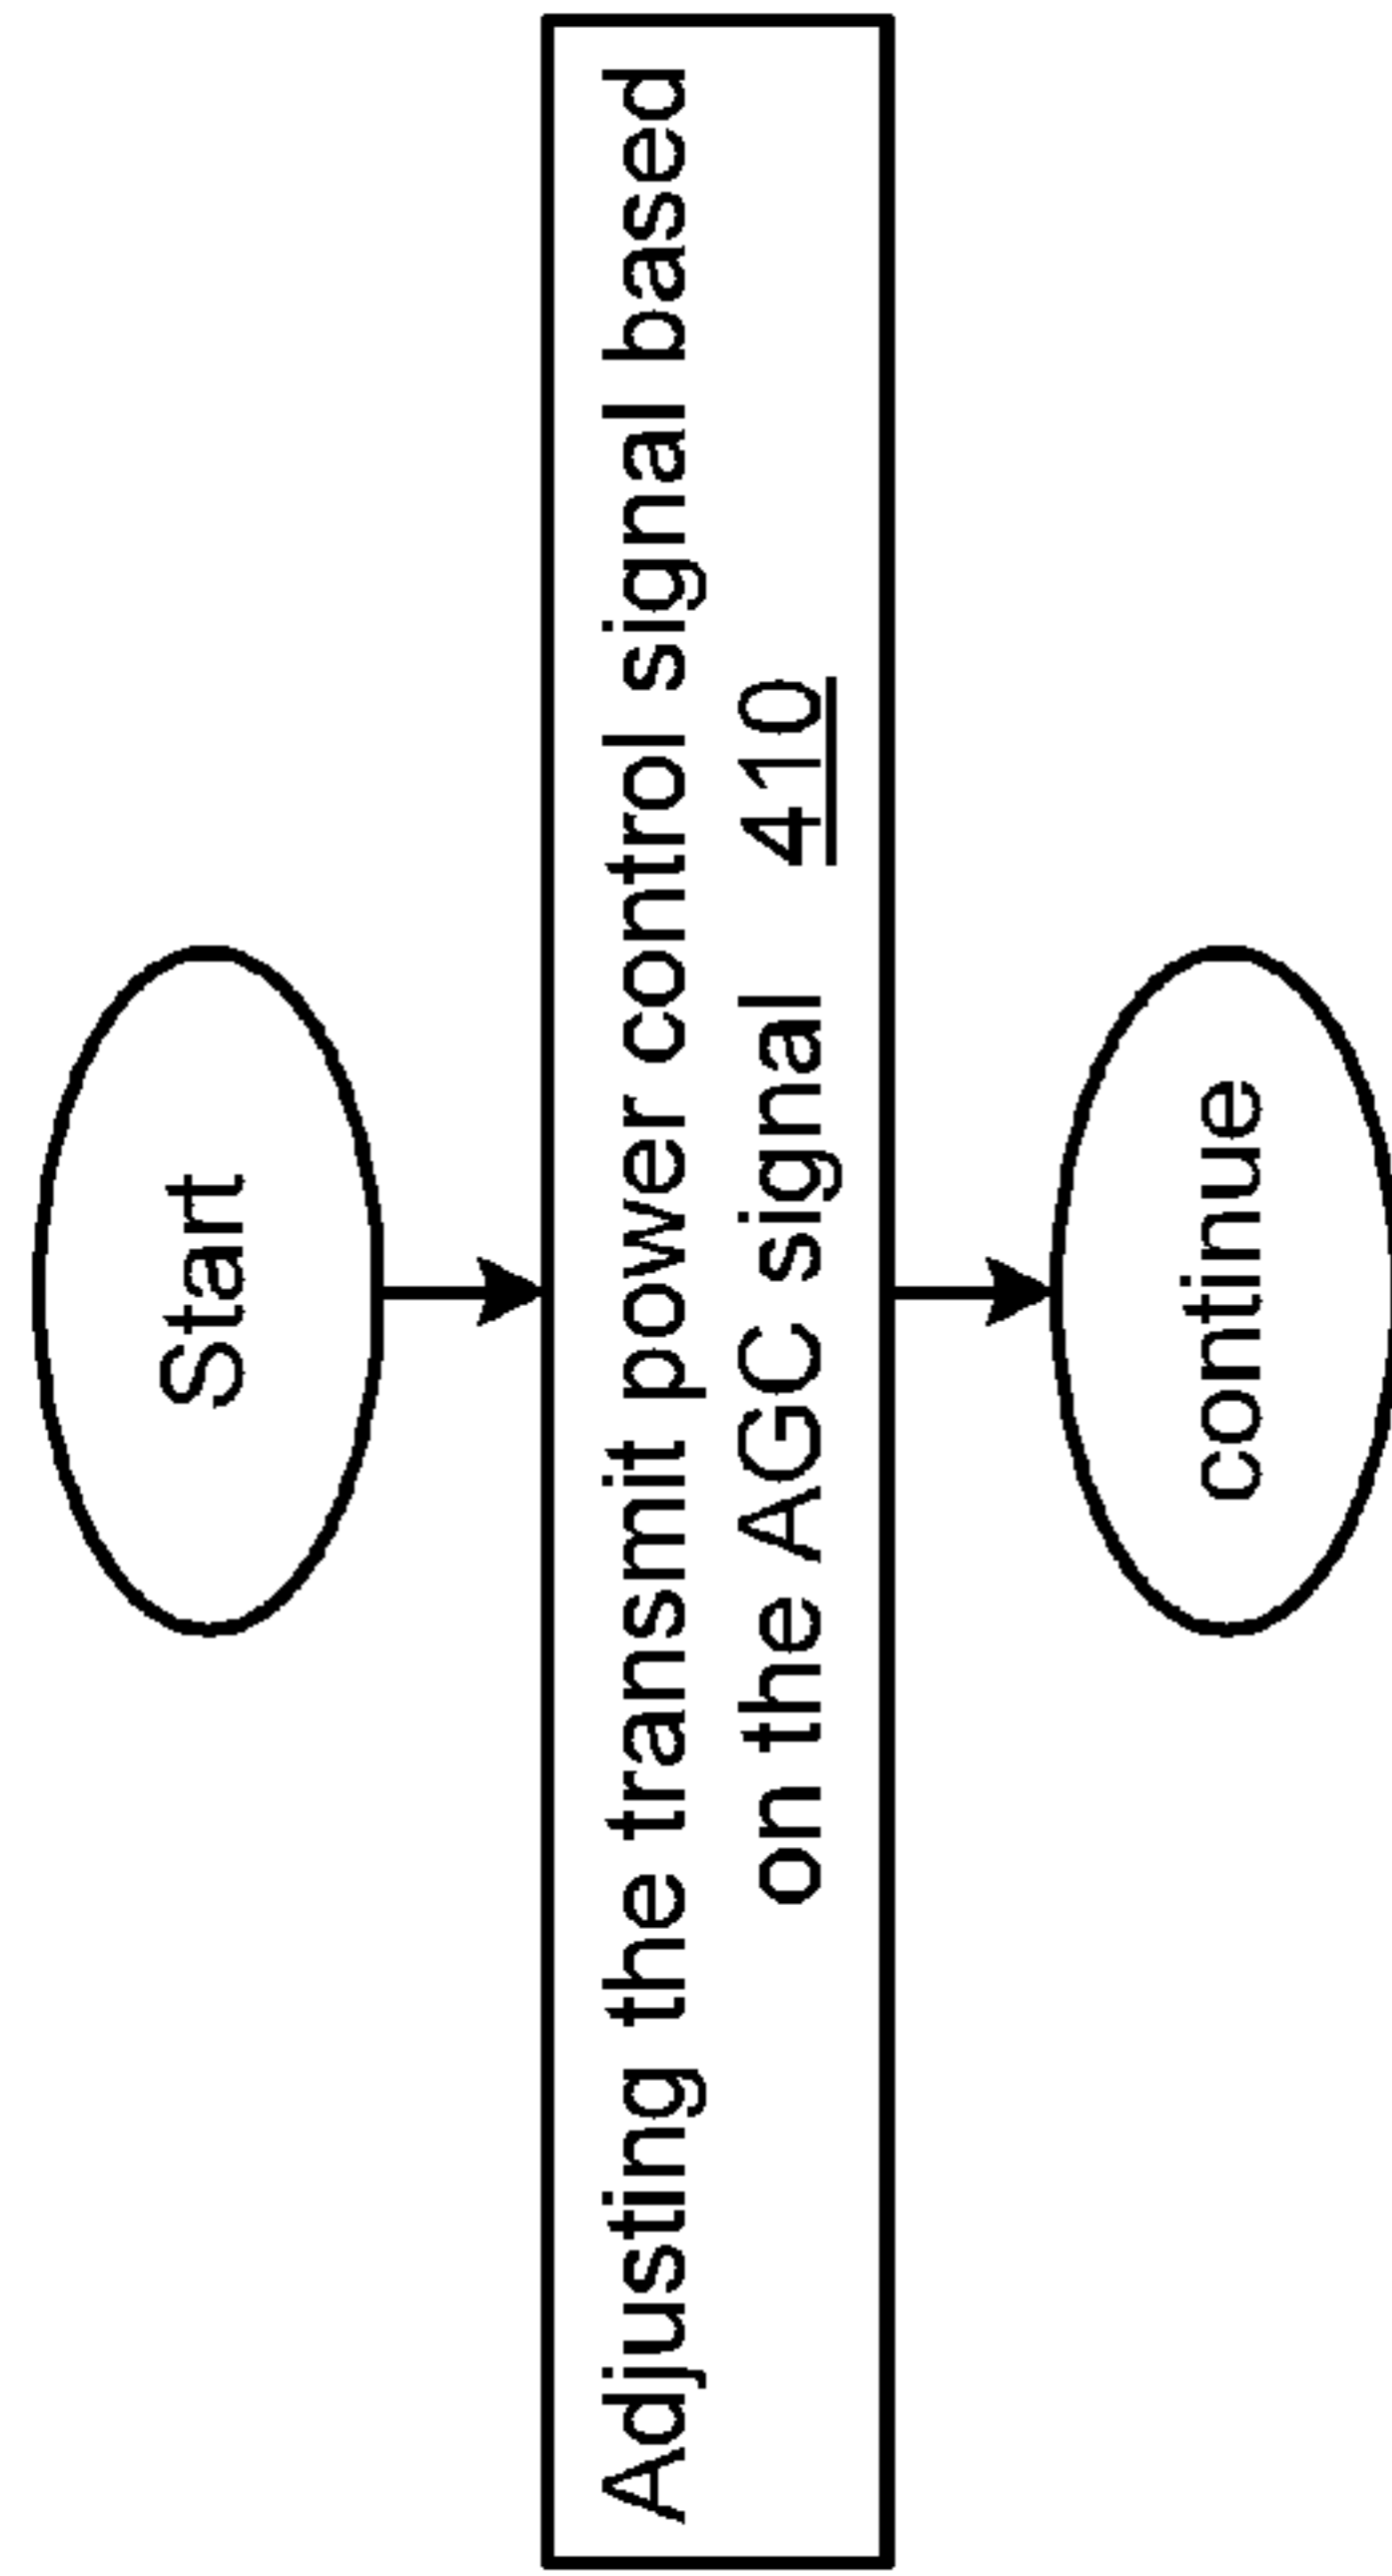 Start
Adjusting the transmit power control signal based
on the AGC signal 410
continue